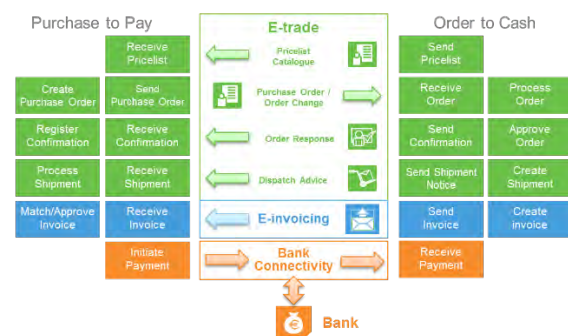 Purchase to Pay
E-trade
Order to Cash
Receive
Pricelist
Pricelist
Catalogue
Send
Pricelist
Create
Purchase Order
Send
Purchase Order
Purchase Order /
Order Change
Receive
Order
Process
Order
Register
Confirmation
Receive
Confirmation
Order Response
Send
Confirmation
Approve
Order
Process
Shipment
Receive
Shipment
Dispatch Advice
Send Shipment
Notice
Create
Shipment
Match/Approve
Invoice
Receive
Invoice
E-invoicing
Send
Invoice
Create
invoice
Initiate
Payment
Bank
Connectivity
Receive
Payment
€
Bank